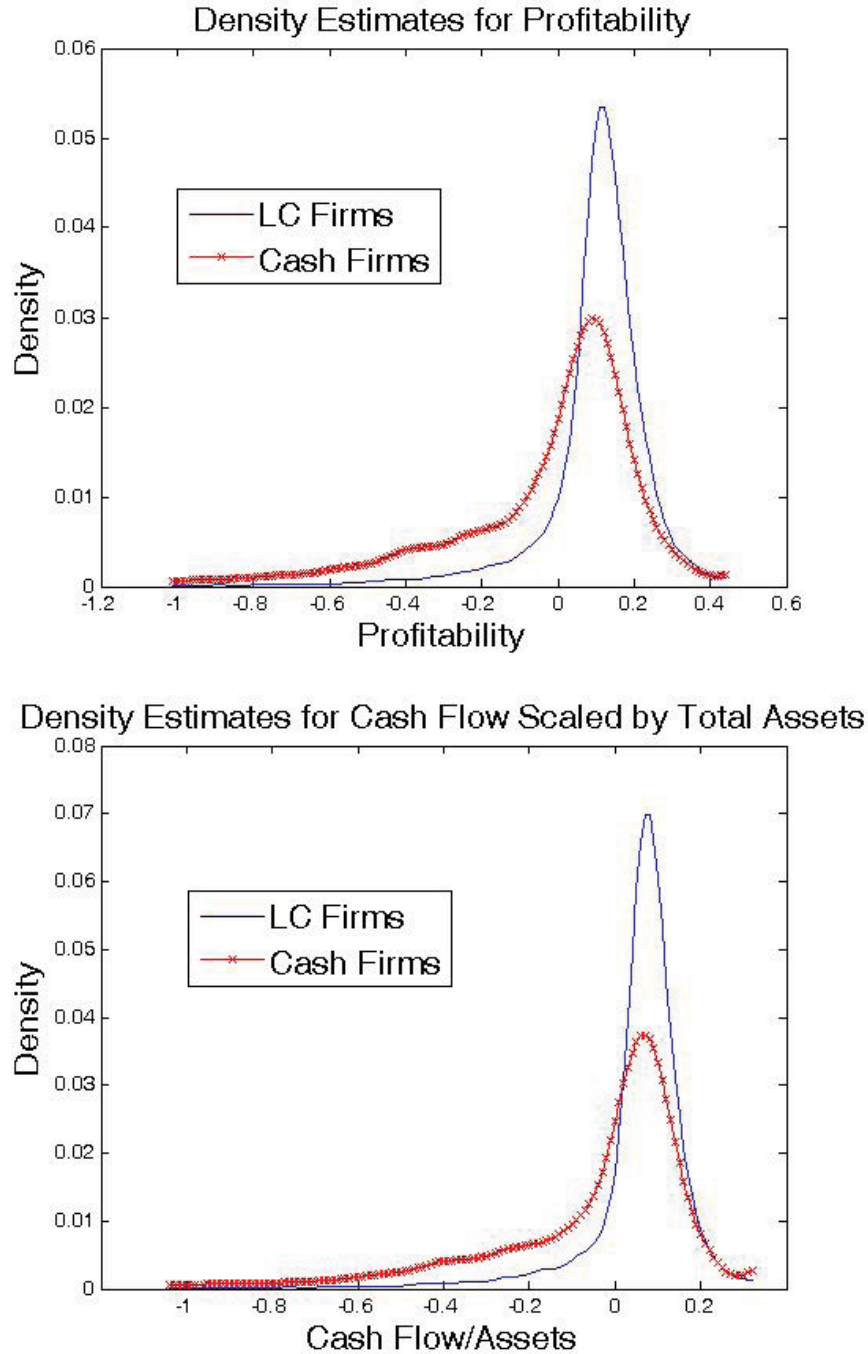 Density Estimates for Profitability
0.06
0.05
0.04
0.03
0.02
0.01
0
Density
LC Firms
Cash Firms
-1.2 -1 -0.8 -0.6 -0.4 -0.2 0 0.2 0.4 0.6
Profitability
Density Estimates for Cash Flow Scaled by Total Assets
0.08
0.07
0.06
0.05
0.04
0.03
0.02
0.01
0
Density
LC Firms
Cash Firms
-1 -0.8 -0.6 -0.4 -0.2 0 0.2
Cash Flow/Assets